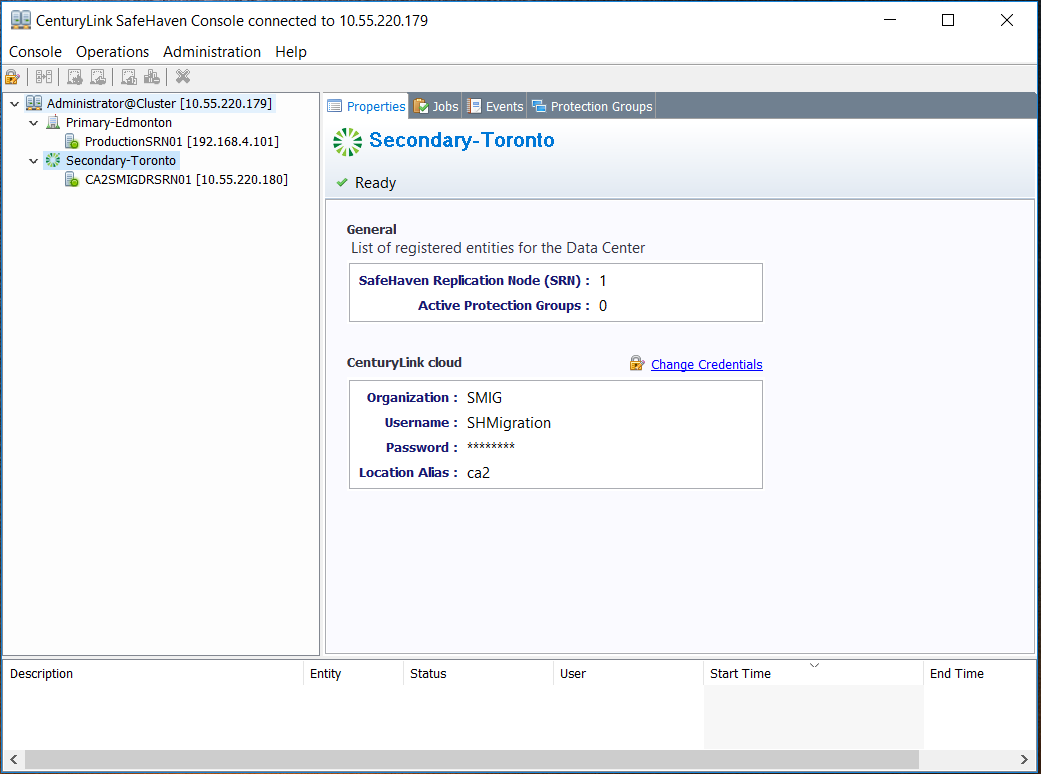 CenturyLink SafeHaven Console connected to 10.55.220.179
Console Operations Administration Help
Administrator@Cluster [10.55.220.179]
Primary-Edmonton
ProductionSRN01 [192.168.4.101]
Secondary-Toronto
CA2SMIGDRSRN01 [10.55.220.180]
Properties Jobs Events Protection Groups
Secondary-Toronto
Ready
General
List of registered entities for the Data Center
SafeHaven Replication Node (SRN) : 1
Active Protection Groups : 0
CenturyLink cloud Change Credentials
Organization : SMIG
Username : SHMigration
Password : ********
Location Alias : ca2
Description Entity Status User Start Time End Time